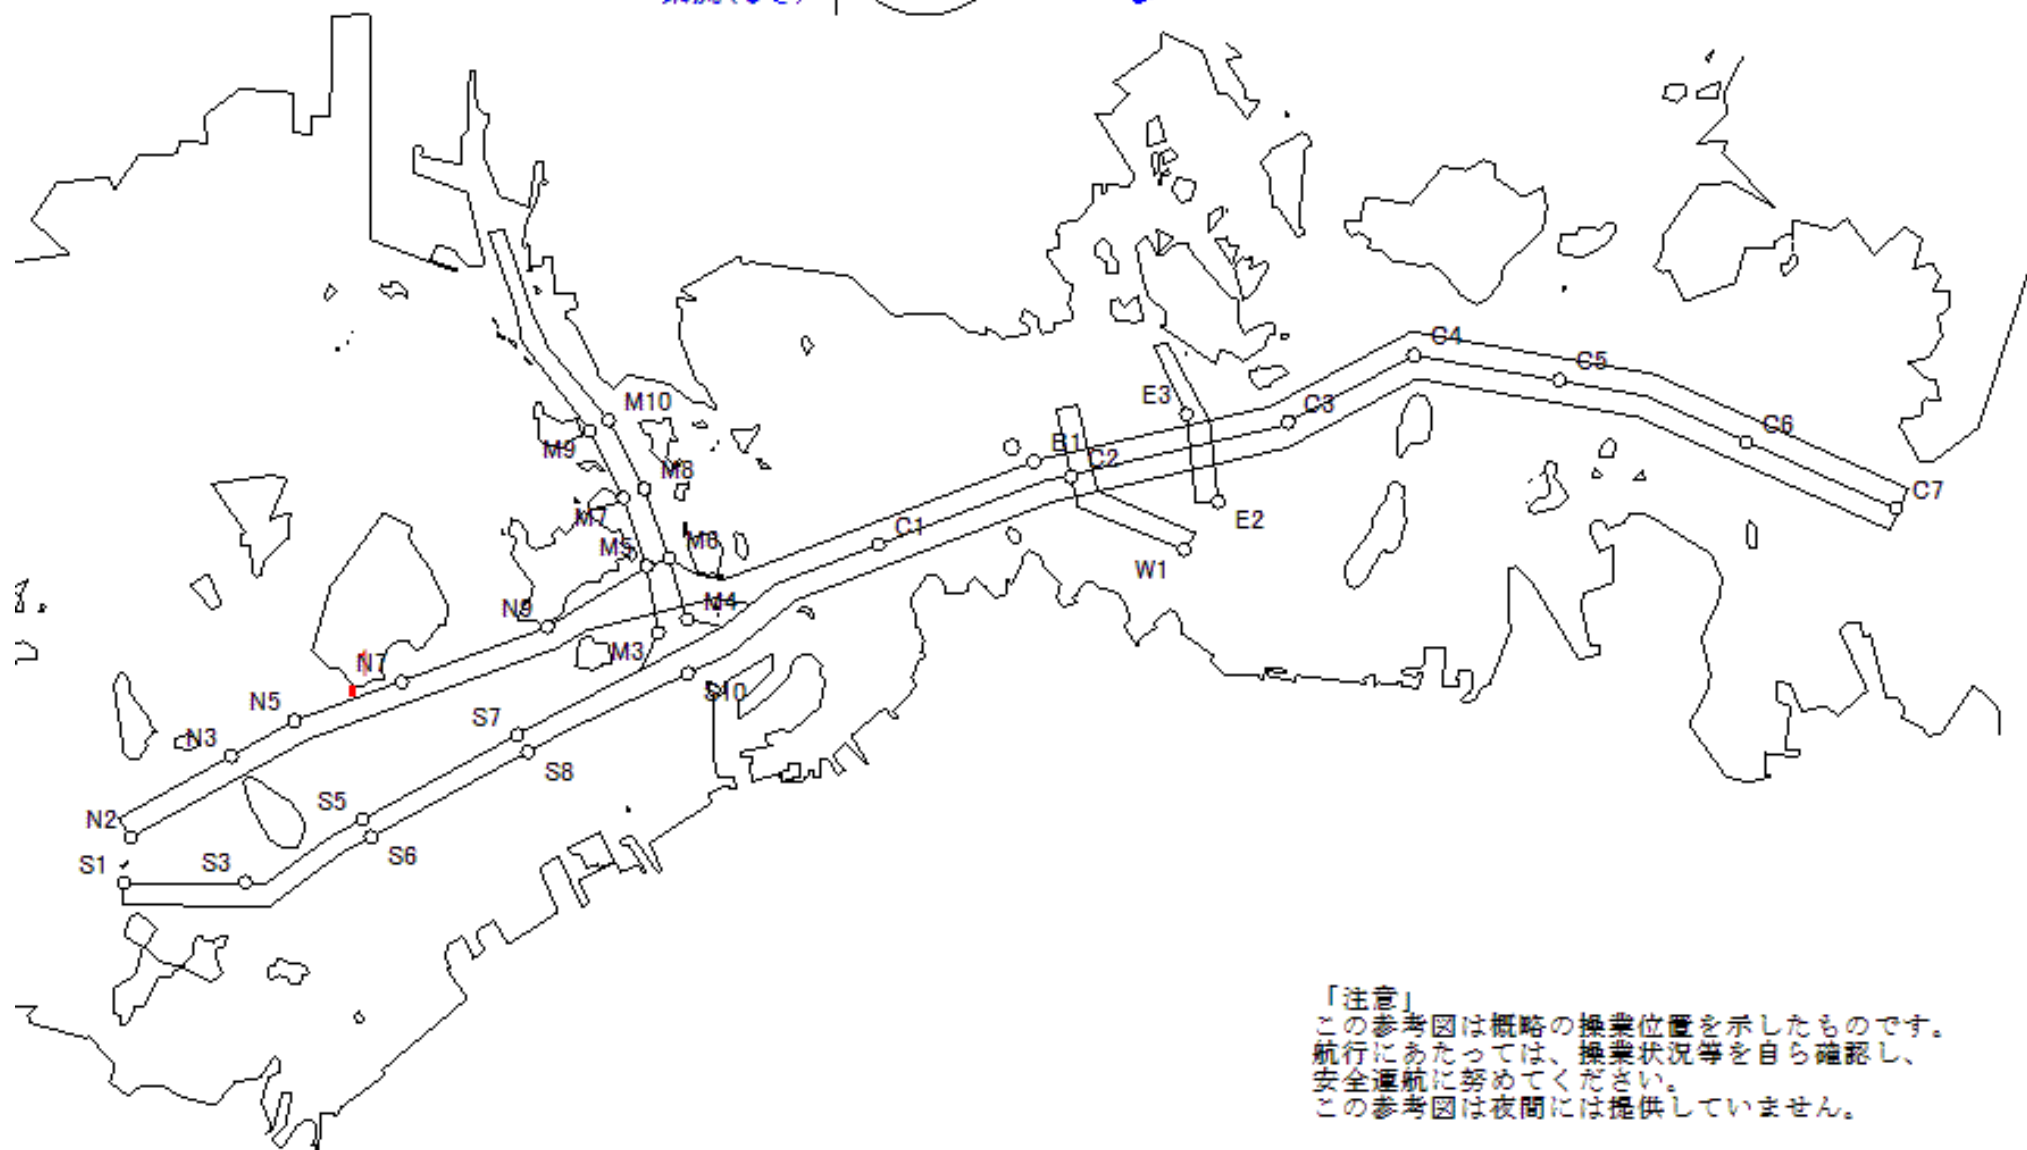 C4
C5
E3
M10
C3
C6
M9
B1
C2
M8
C7
M7
E2
C1
M5
M6
W1
N9
M4
M3
N7
S10
N5
S7
N3
S8
S5
N2
S6
S1
S3
「注意」
この参考図は概略の操業位置を示したものです。
航行にあたっては、操業状況等を自ら確認し、
安全運航に努めてください。
この参考図は夜間には提供していません。